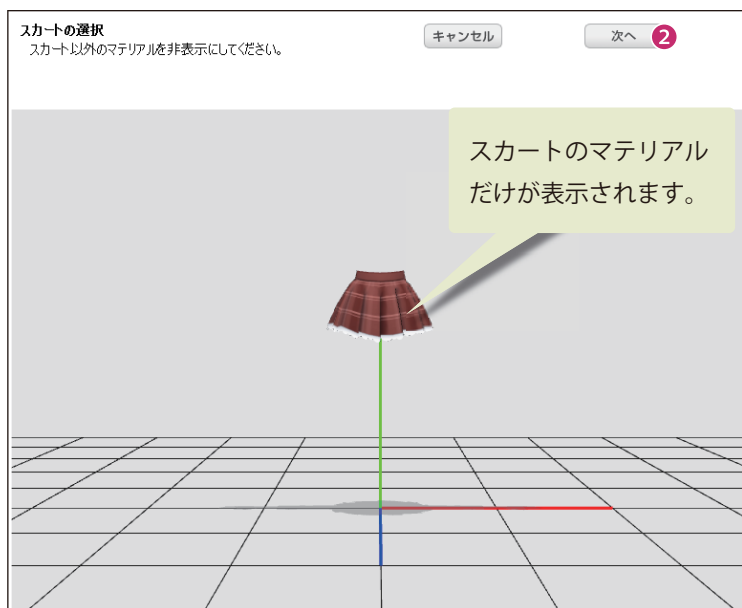 スカートの選択
スカート以外のマテリアルを非表示にしてください。
キャンセル
次へ
2
スカートのマテリアル
だけが表示されます。